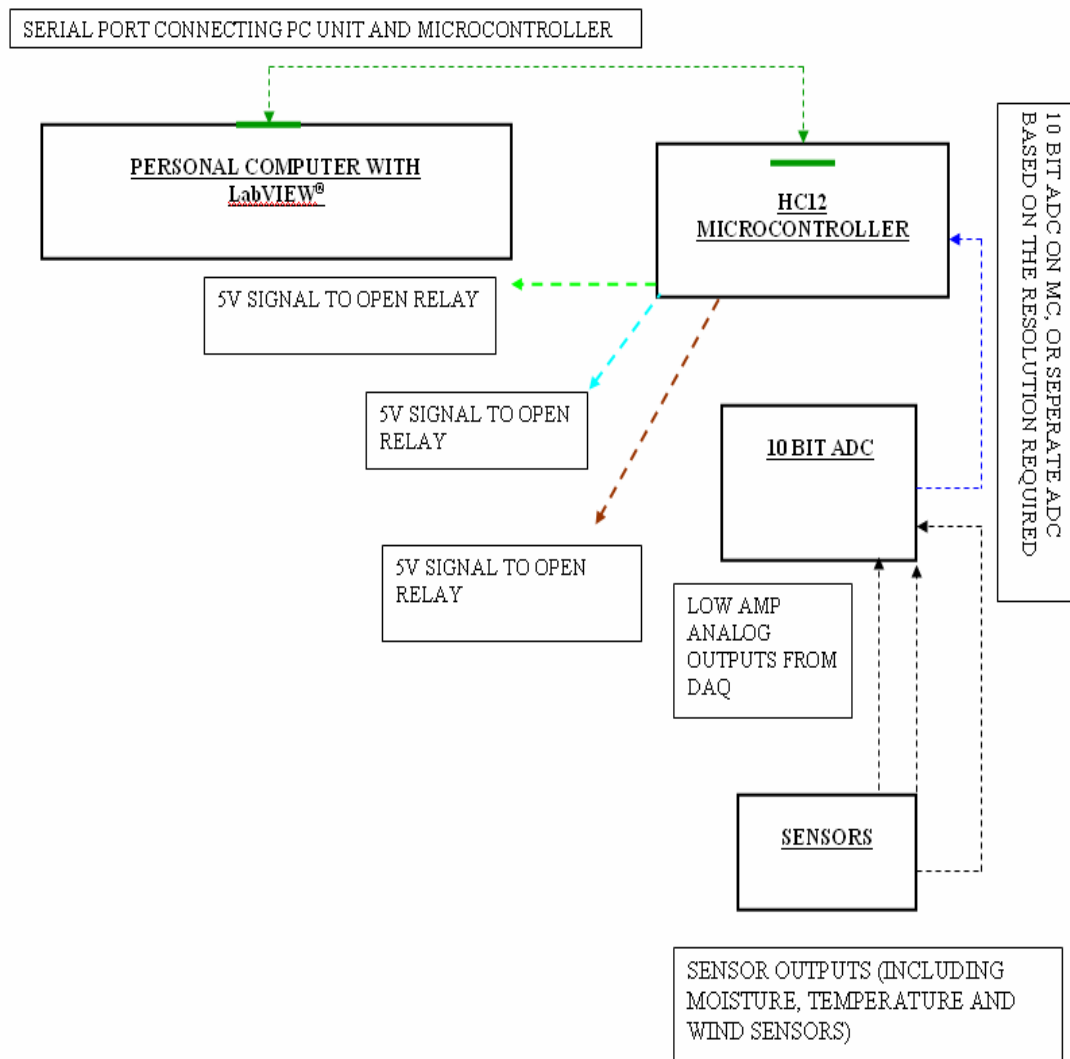 SERIAL PORT CONNECTING PC UNIT AND MICROCONTROLLER
PERSONAL COMPUTER WITH
LabVIEW®
HC12
MICROCONTROLLER
10 BIT ADC ON MC, OR SEPERATE ADC
BASED ON THE RESOLUTION REQUIRED
5V SIGNAL TO OPEN RELAY
5V SIGNAL TO OPEN
RELAY
10 BIT ADC
5V SIGNAL TO OPEN
RELAY
LOW AMP
ANALOG
OUTPUTS FROM
DAQ
SENSORS
SENSOR OUTPUTS (INCLUDING
MOISTURE, TEMPERATURE AND
WIND SENSORS)